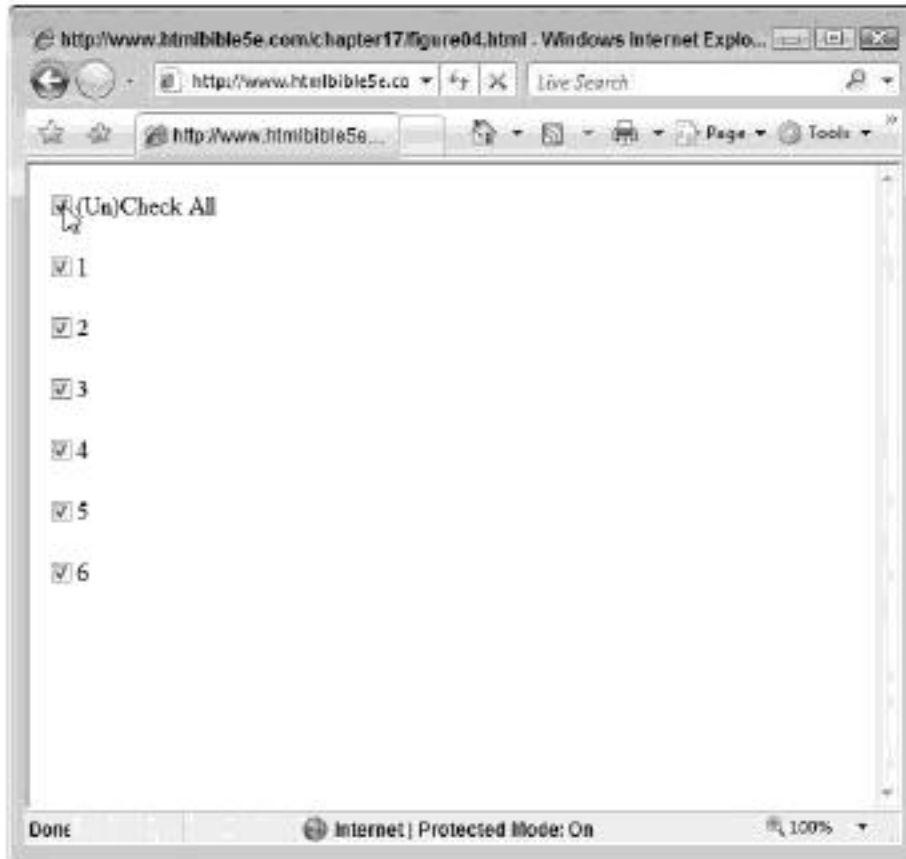 http://www.htmlbible5e.com/chapter17/figure04.html - Windows Internet Explo...
http://www.htmlbible5e.co
Live Search
http://www.htmlbible5e...
Page
Tools
»
(Un)Check All
1
2
3
4
5
6
Done
Internet | Protected Mode: On
100%